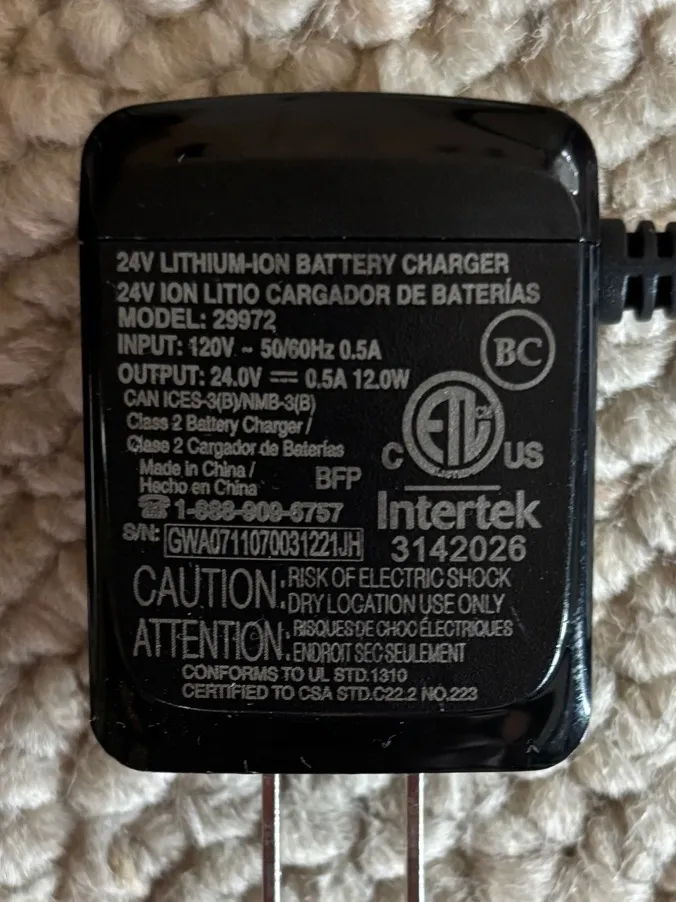 24V LITHIUM-ION BATTERY CHARGER
24V ION LITIO CARGADOR DE BATERÍAS
MODEL: 29972
INPUT: 120V ~ 50/60Hz 0.5A
OUTPUT: 24.0V ⎓ 0.5A 12.0W
BC
CAN ICES-3(B)/NMB-3(B)
Class 2 Battery Charger /
Clase 2 Cargador de Baterías
Made in China /
Hecho en China
BFP
☎ 1-888-909-6757
S/N: GWA0711070031221JH
C ETL US
Intertek
3142026
CAUTION: RISK OF ELECTRIC SHOCK
DRY LOCATION USE ONLY
ATTENTION: RISQUES DE CHOC ÉLECTRIQUES
ENDROIT SEC SEULEMENT
CONFORMS TO UL STD.1310
CERTIFIED TO CSA STD.C22.2 NO.223